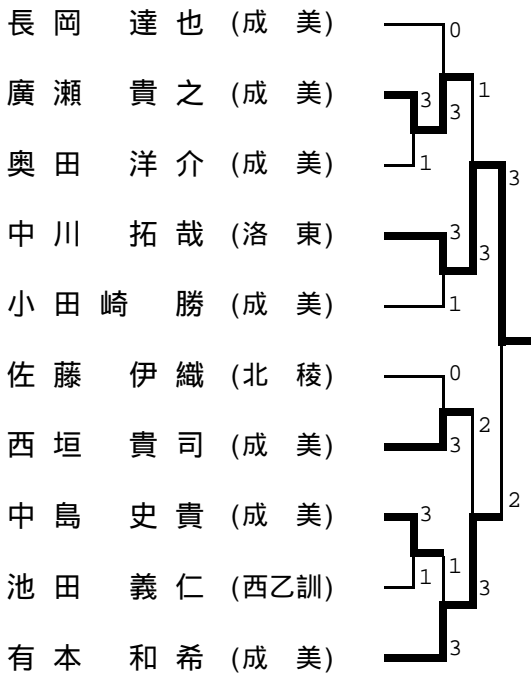 長岡 達也 (成 美) 0
廣瀬 貴之 (成 美) 3 3 1
奥田 洋介 (成 美) 1 3
中川 拓哉 (洛 東) 3 3
小田崎 勝 (成 美) 1
佐藤 伊織 (北 稜) 0
西垣 貴司 (成 美) 3 2
中島 史貴 (成 美) 3 2
池田 義仁 (西乙訓) 1 1 3
有本 和希 (成 美) 3